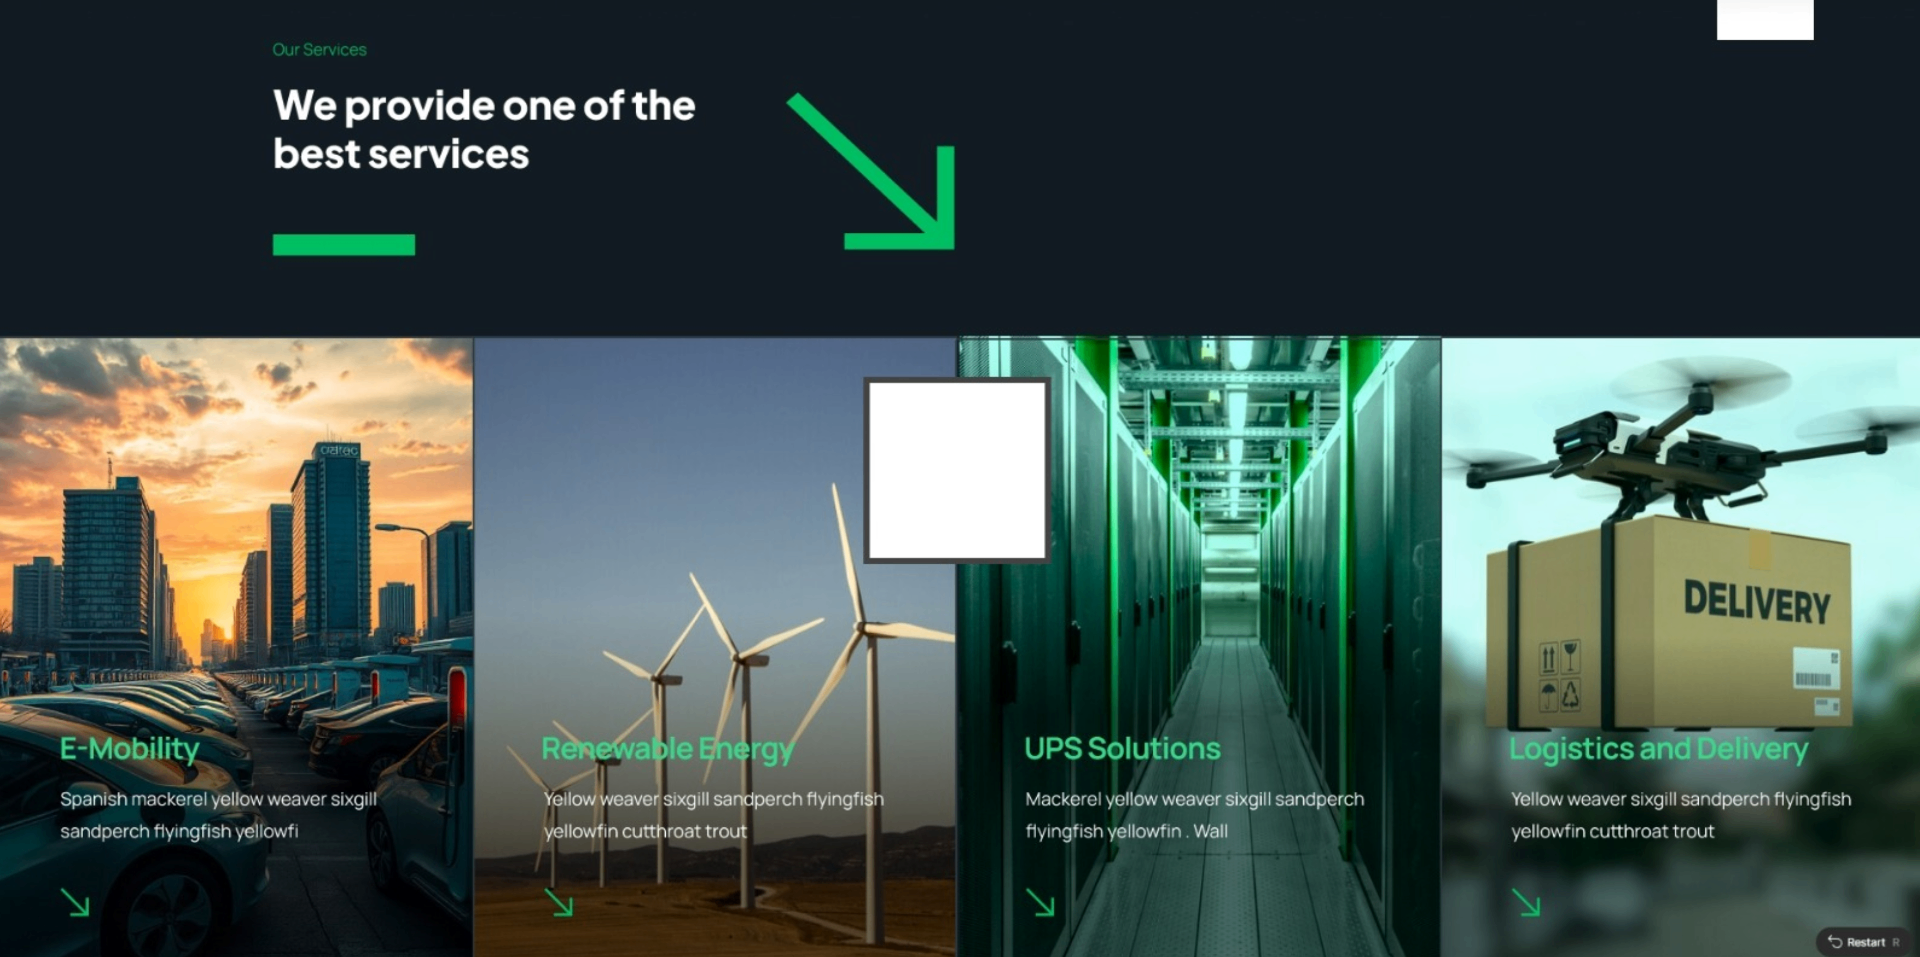 Our Services
We provide one of the
best services
E-Mobility
Spanish mackerel yellow weaver sixgill
sandperch flyingfish yellowfi
Renewable Energy
Yellow weaver sixgill sandperch flyingfish
yellowfin cutthroat trout
UPS Solutions
Mackerel yellow weaver sixgill sandperch
flyingfish yellowfin . Wall
DELIVERY
Logistics and Delivery
Yellow weaver sixgill sandperch flyingfish
yellowfin cutthroat trout
Restart R